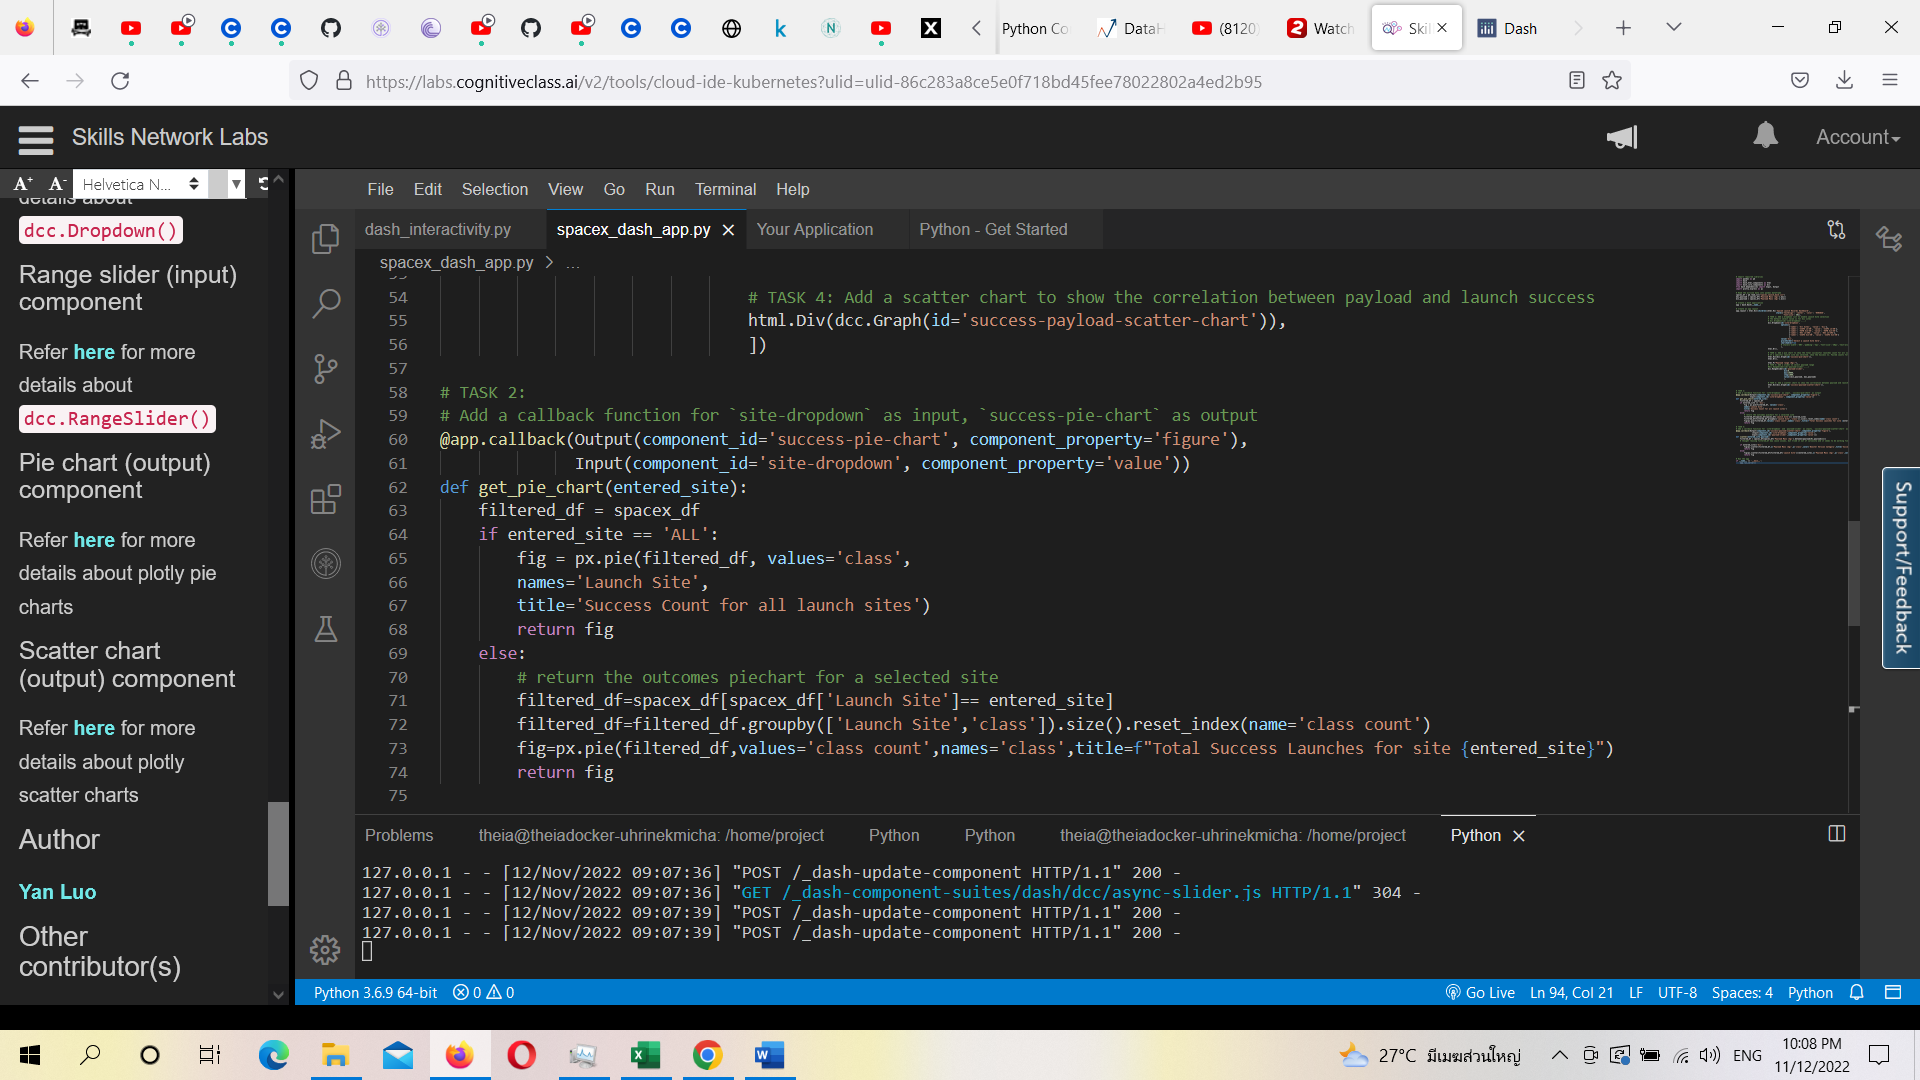 Python Co
DataH
(8120)
Watch
Skil
Dash
https://labs.cognitiveclass.ai/v2/tools/cloud-ide-kubernetes?ulid=ulid-86c283a8ce5e0f718bd45fee78022802a4ed2b95
Skills Network Labs
Account
A+ A- Helvetica N...
details about
dcc.Dropdown()
Range slider (input)
component
Refer here for more
details about
dcc.RangeSlider()
Pie chart (output)
component
Refer here for more
details about plotly pie
charts
Scatter chart
(output) component
Refer here for more
details about plotly
scatter charts
Author
Yan Luo
Other
contributor(s)
File Edit Selection View Go Run Terminal Help
dash_interactivity.py
spacex_dash_app.py
Your Application
Python - Get Started
spacex_dash_app.py > ...
54 # TASK 4: Add a scatter chart to show the correlation between payload and launch success
55 html.Div(dcc.Graph(id='success-payload-scatter-chart')),
56 ])
57
58 # TASK 2:
59 # Add a callback function for `site-dropdown` as input, `success-pie-chart` as output
60 @app.callback(Output(component_id='success-pie-chart', component_property='figure'),
61 Input(component_id='site-dropdown', component_property='value'))
62 def get_pie_chart(entered_site):
63 filtered_df = spacex_df
64 if entered_site == 'ALL':
65 fig = px.pie(filtered_df, values='class',
66 names='Launch Site',
67 title='Success Count for all launch sites')
68 return fig
69 else:
70 # return the outcomes piechart for a selected site
71 filtered_df=spacex_df[spacex_df['Launch Site']== entered_site]
72 filtered_df=filtered_df.groupby(['Launch Site','class']).size().reset_index(name='class count')
73 fig=px.pie(filtered_df,values='class count',names='class',title=f"Total Success Launches for site {entered_site}")
74 return fig
75
Support/Feedback
Problems
theia@theiadocker-uhrinekmicha: /home/project
Python
Python
theia@theiadocker-uhrinekmicha: /home/project
Python
127.0.0.1 - - [12/Nov/2022 09:07:36] "POST /_dash-update-component HTTP/1.1" 200 -
127.0.0.1 - - [12/Nov/2022 09:07:36] "GET /_dash-component-suites/dash/dcc/async-slider.js HTTP/1.1" 304 -
127.0.0.1 - - [12/Nov/2022 09:07:39] "POST /_dash-update-component HTTP/1.1" 200 -
127.0.0.1 - - [12/Nov/2022 09:07:39] "POST /_dash-update-component HTTP/1.1" 200 -
Python 3.6.9 64-bit 0 0
Go Live Ln 94, Col 21 LF UTF-8 Spaces: 4 Python
27°C มีเมฆส่วนใหญ่
ENG
10:08 PM
11/12/2022